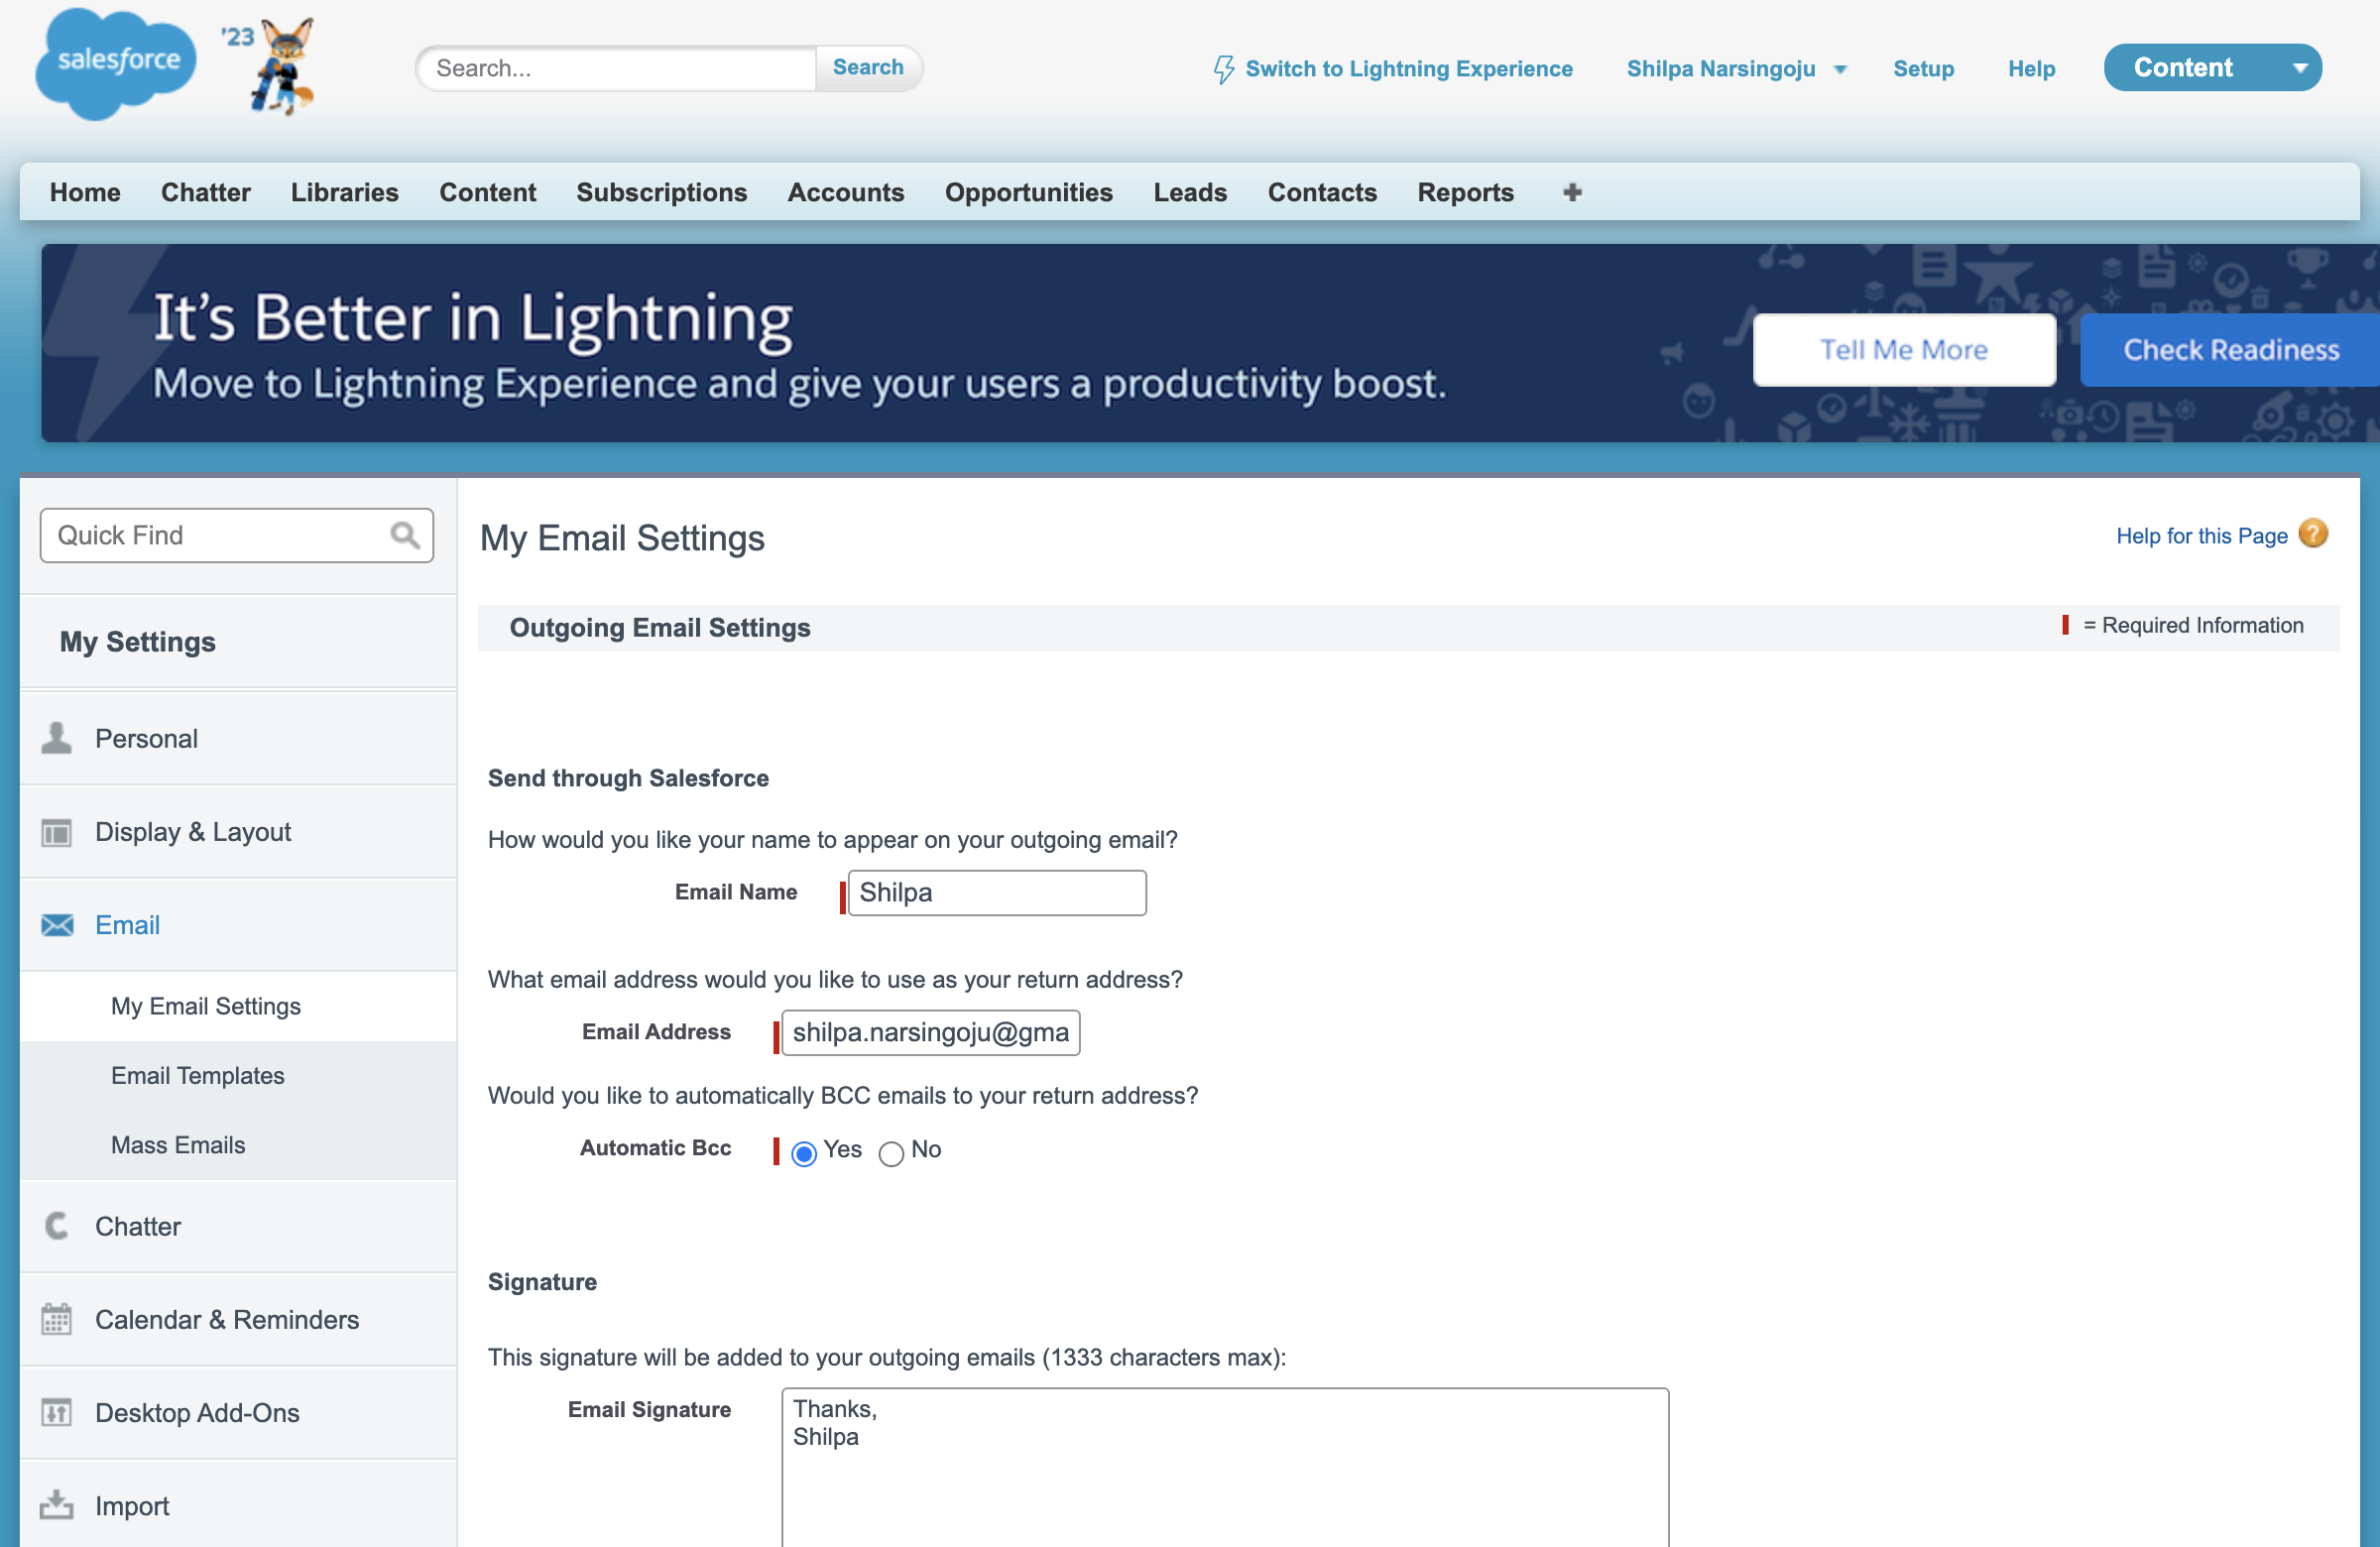 salesforce
'23
Search...
Search
Switch to Lightning Experience
Shilpa Narsingoju
Setup
Help
Content
Home
Chatter
Libraries
Content
Subscriptions
Accounts
Opportunities
Leads
Contacts
Reports
It's Better in Lightning
Move to Lightning Experience and give your users a productivity boost.
Tell Me More
Check Readiness
Quick Find
My Settings
Personal
Display & Layout
Email
My Email Settings
Email Templates
Mass Emails
Chatter
Calendar & Reminders
Desktop Add-Ons
Import
My Email Settings
Help for this Page ?
Outgoing Email Settings
= Required Information
Send through Salesforce
How would you like your name to appear on your outgoing email?
Email Name Shilpa
What email address would you like to use as your return address?
Email Address shilpa.narsingoju@gma
Would you like to automatically BCC emails to your return address?
Automatic Bcc Yes No
Signature
This signature will be added to your outgoing emails (1333 characters max):
Email Signature Thanks,
Shilpa